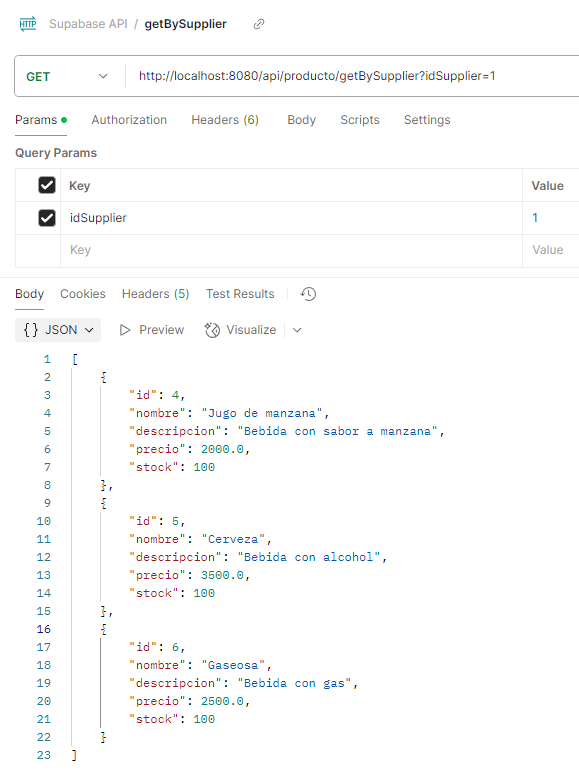 HTTP Supabase API / getBySupplier
GET http://localhost:8080/api/producto/getBySupplier?idSupplier=1
Params Authorization Headers (6) Body Scripts Settings
Query Params
Key Value
idSupplier 1
Key Value
Body Cookies Headers (5) Test Results
{} JSON Preview Visualize
1 [
2 {
3 "id": 4,
4 "nombre": "Jugo de manzana",
5 "descripcion": "Bebida con sabor a manzana",
6 "precio": 2000.0,
7 "stock": 100
8 },
9 {
10 "id": 5,
11 "nombre": "Cerveza",
12 "descripcion": "Bebida con alcohol",
13 "precio": 3500.0,
14 "stock": 100
15 },
16 {
17 "id": 6,
18 "nombre": "Gaseosa",
19 "descripcion": "Bebida con gas",
20 "precio": 2500.0,
21 "stock": 100
22 }
23 ]